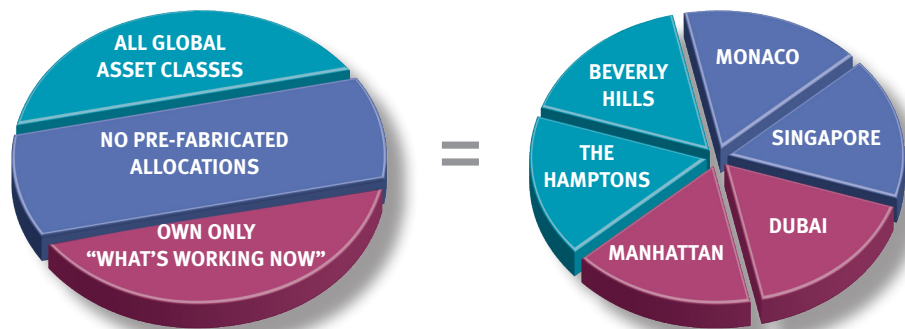 ALL GLOBAL
ASSET CLASSES
NO PRE-FABRICATED
ALLOCATIONS
OWN ONLY
“WHAT’S WORKING NOW”
=
BEVERLY
HILLS
MONACO
SINGAPORE
THE
HAMPTONS
DUBAI
MANHATTAN